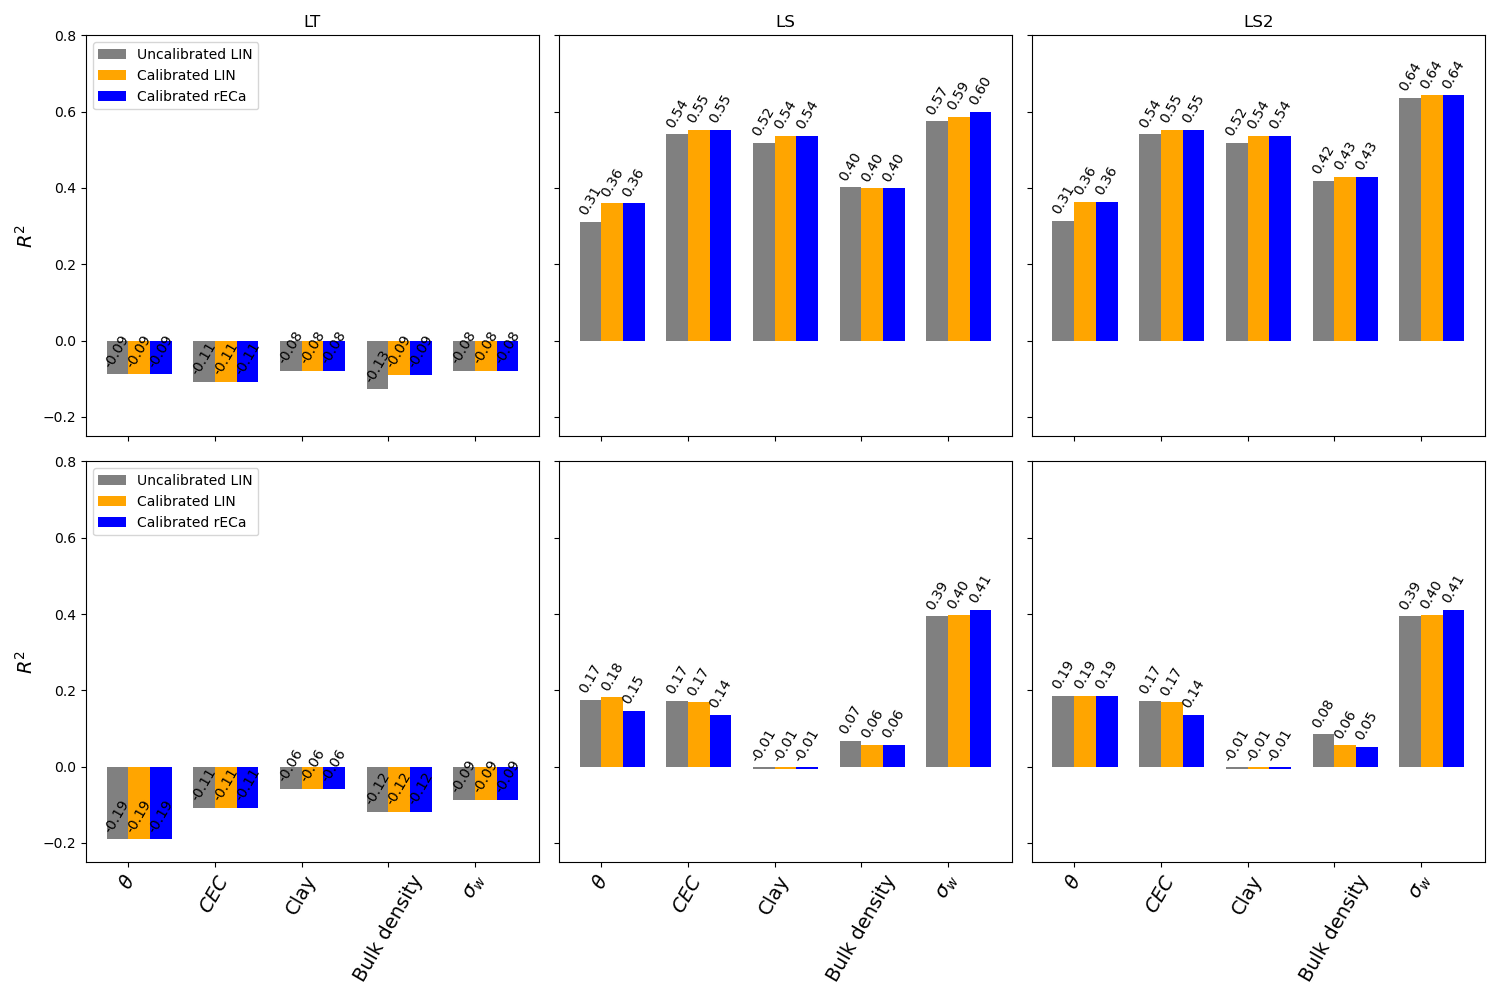 LT
LS
LS2
0.8
0.6
0.4
0.2
0.0
−0.2
R²
Uncalibrated LIN
Calibrated LIN
Calibrated rECa
-0.09 -0.09 -0.09 -0.11 -0.11 -0.11 -0.08 -0.08 -0.08 -0.13 -0.09 -0.09 -0.08 -0.08 -0.08
0.31 0.36 0.36 0.54 0.55 0.55 0.52 0.54 0.54 0.40 0.40 0.40 0.57 0.59 0.60
0.31 0.36 0.36 0.54 0.55 0.55 0.52 0.54 0.54 0.42 0.43 0.43 0.64 0.64 0.64
0.8
0.6
0.4
0.2
0.0
−0.2
R²
Uncalibrated LIN
Calibrated LIN
Calibrated rECa
-0.19 -0.19 -0.19 -0.11 -0.11 -0.11 -0.06 -0.06 -0.06 -0.12 -0.12 -0.12 -0.09 -0.09 -0.09
0.17 0.18 0.15 0.17 0.17 0.14 -0.01 -0.01 -0.01 0.07 0.06 0.06 0.39 0.40 0.41
0.19 0.19 0.19 0.17 0.17 0.14 -0.01 -0.01 -0.01 0.08 0.06 0.05 0.39 0.40 0.41
θ
CEC
Clay
Bulk density
σw
θ
CEC
Clay
Bulk density
σw
θ
CEC
Clay
Bulk density
σw